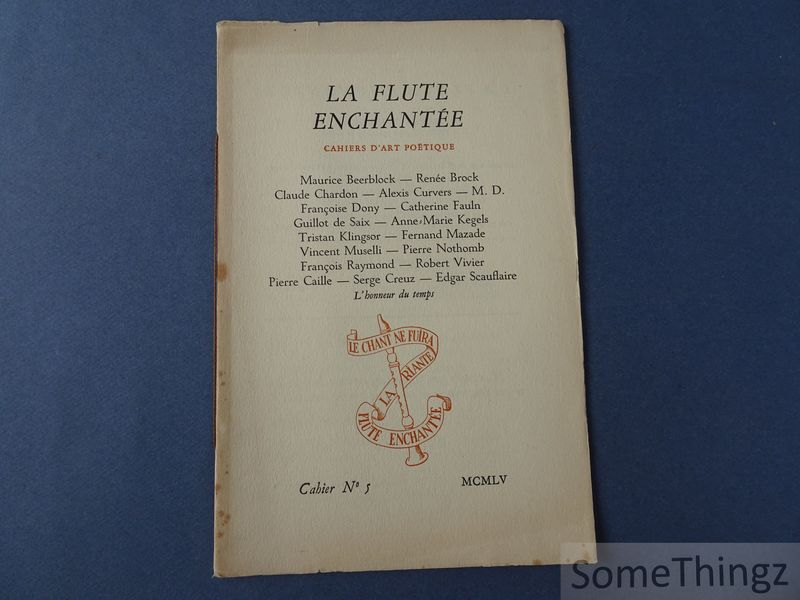 LA FLUTE
ENCHANTÉE
CAHIERS D'ART POÉTIQUE
Maurice Beerblock — Renée Brock
Claude Chardon — Alexis Curvers — M. D.
Françoise Dony — Catherine Fauln
Guillot de Saix — Anne-Marie Kegels
Tristan Klingsor — Fernand Mazade
Vincent Muselli — Pierre Nothomb
François Raymond — Robert Vivier
Pierre Caille — Serge Creuz — Edgar Scauflaire
L'honneur du temps
LE CHANT NE FUIRA
LA RIANTE
FLUTE ENCHANTÉE
Cahier Nº 5
MCMLV
SomeThingz